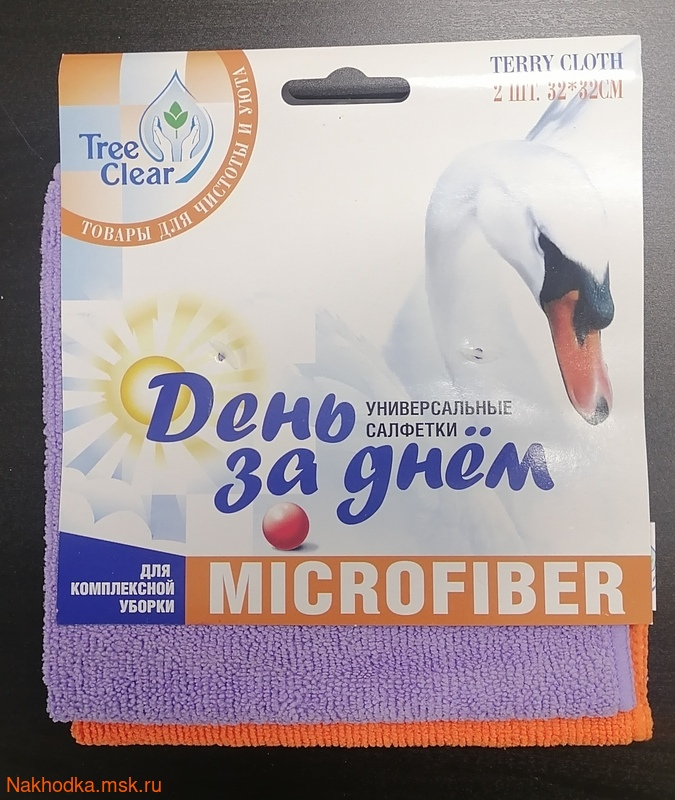 TERRY CLOTH
2 ШТ. 32*32СМ
Tree
Clear
ТОВАРЫ ДЛЯ ЧИСТОТЫ И УЮТА
День
УНИВЕРСАЛЬНЫЕ
САЛФЕТКИ
за днём
ДЛЯ
КОМПЛЕКСНОЙ
УБОРКИ
MICROFIBER
Nakhodka.msk.ru